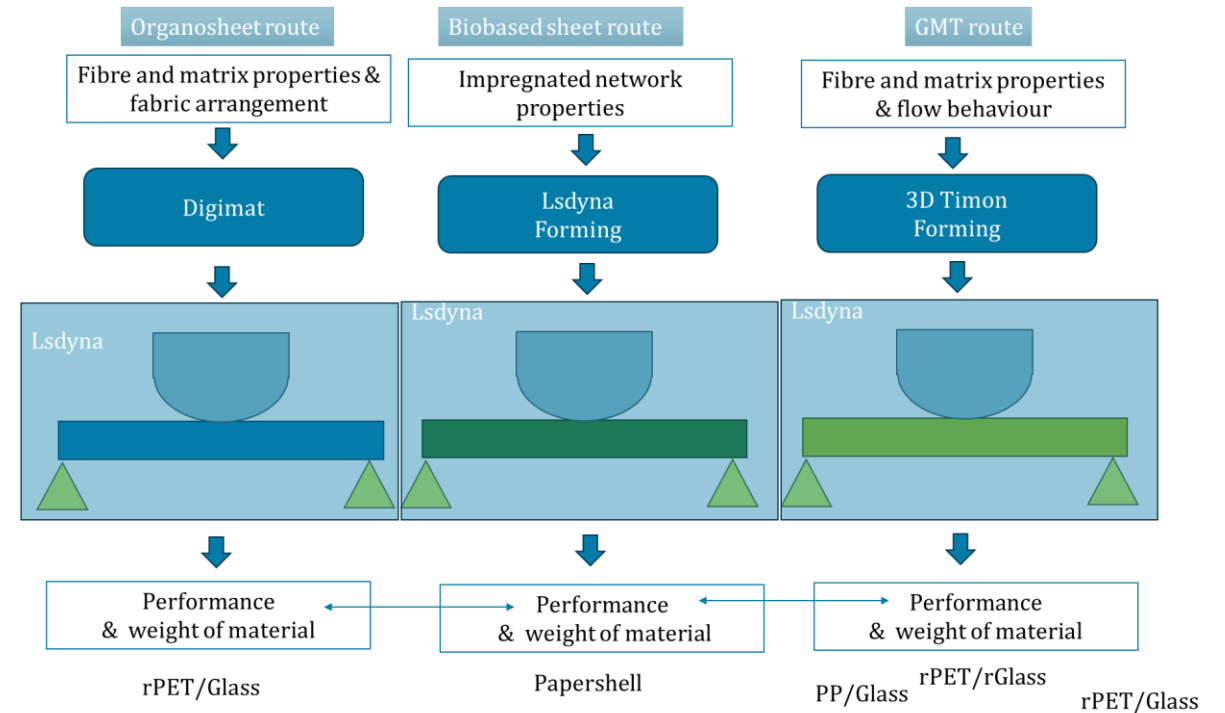 Organosheet route
Biobased sheet route
GMT route
Fibre and matrix properties &
fabric arrangement
Impregnated network
properties
Fibre and matrix properties
& flow behaviour
Digimat
Lsdyna
Forming
3D Timon
Forming
Lsdyna
Lsdyna
Lsdyna
Performance
& weight of material
Performance
& weight of material
Performance
& weight of material
rPET/Glass
Papershell
PP/Glass
rPET/rGlass
rPET/Glass